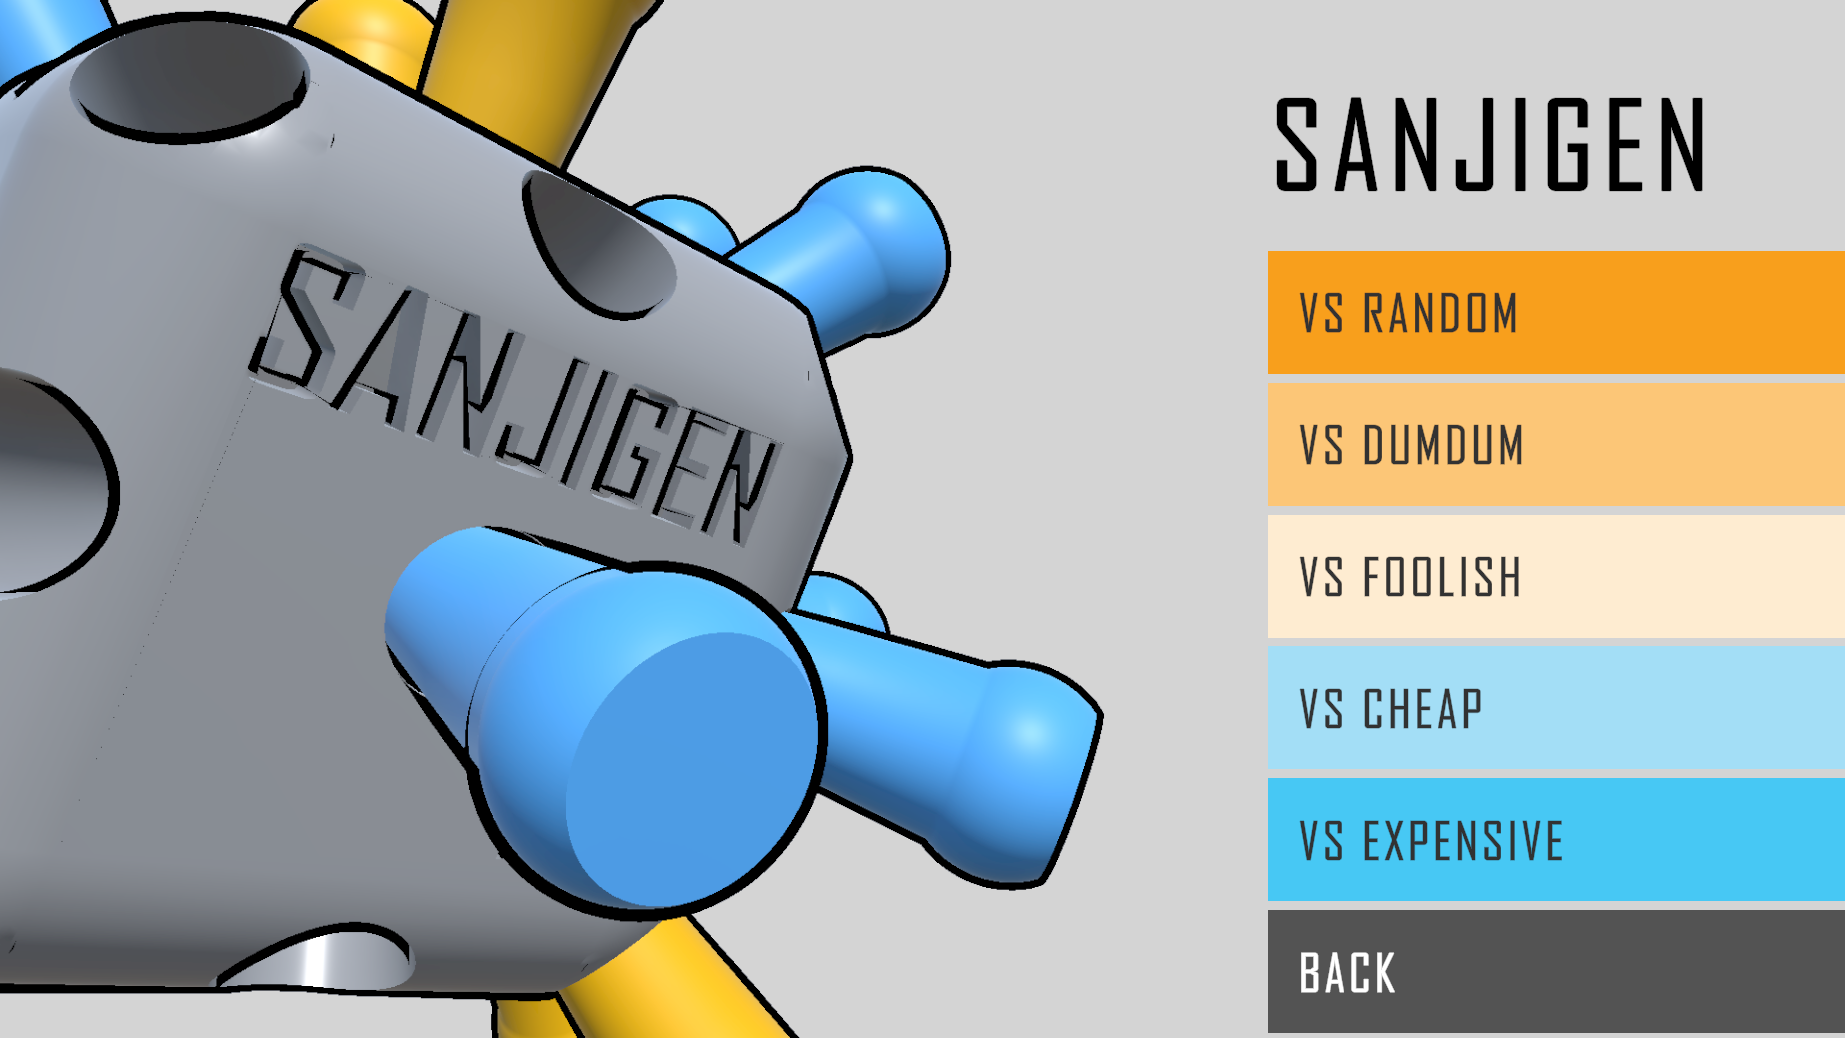 SANJIGEN
SANJIGEN
VS RANDOM
VS DUMDUM
VS FOOLISH
VS CHEAP
VS EXPENSIVE
BACK